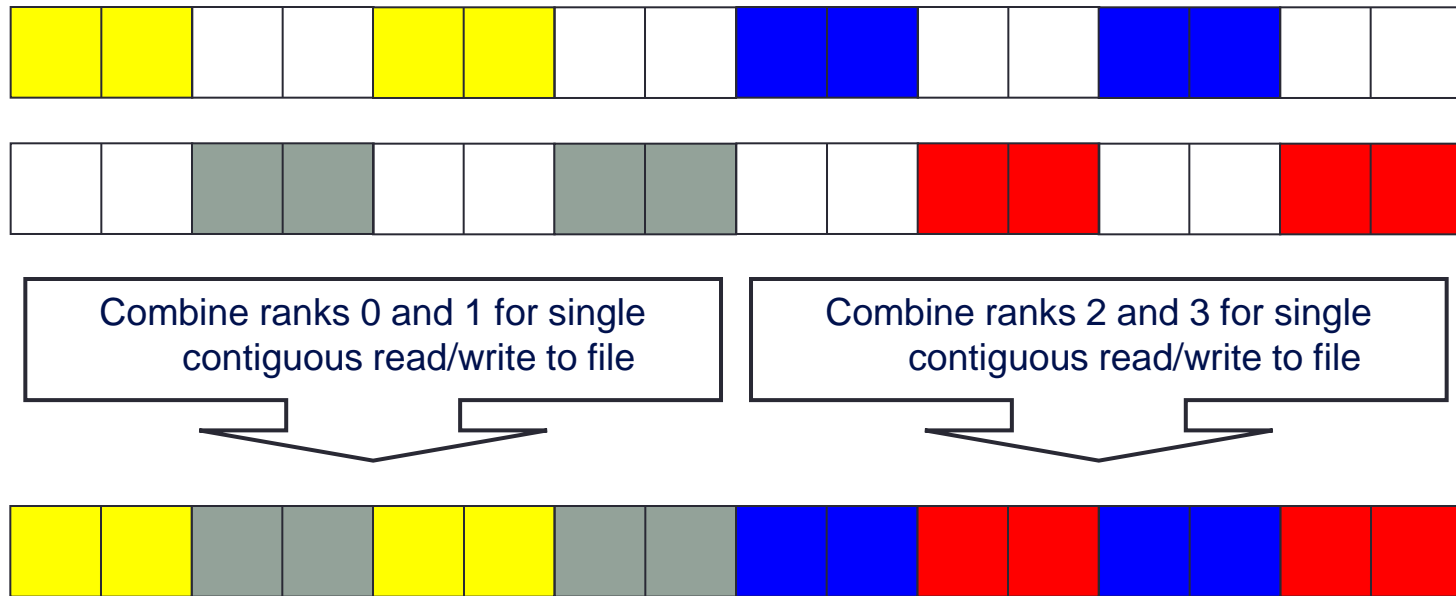 Combine ranks 0 and 1 for single
contiguous read/write to file
Combine ranks 2 and 3 for single
contiguous read/write to file